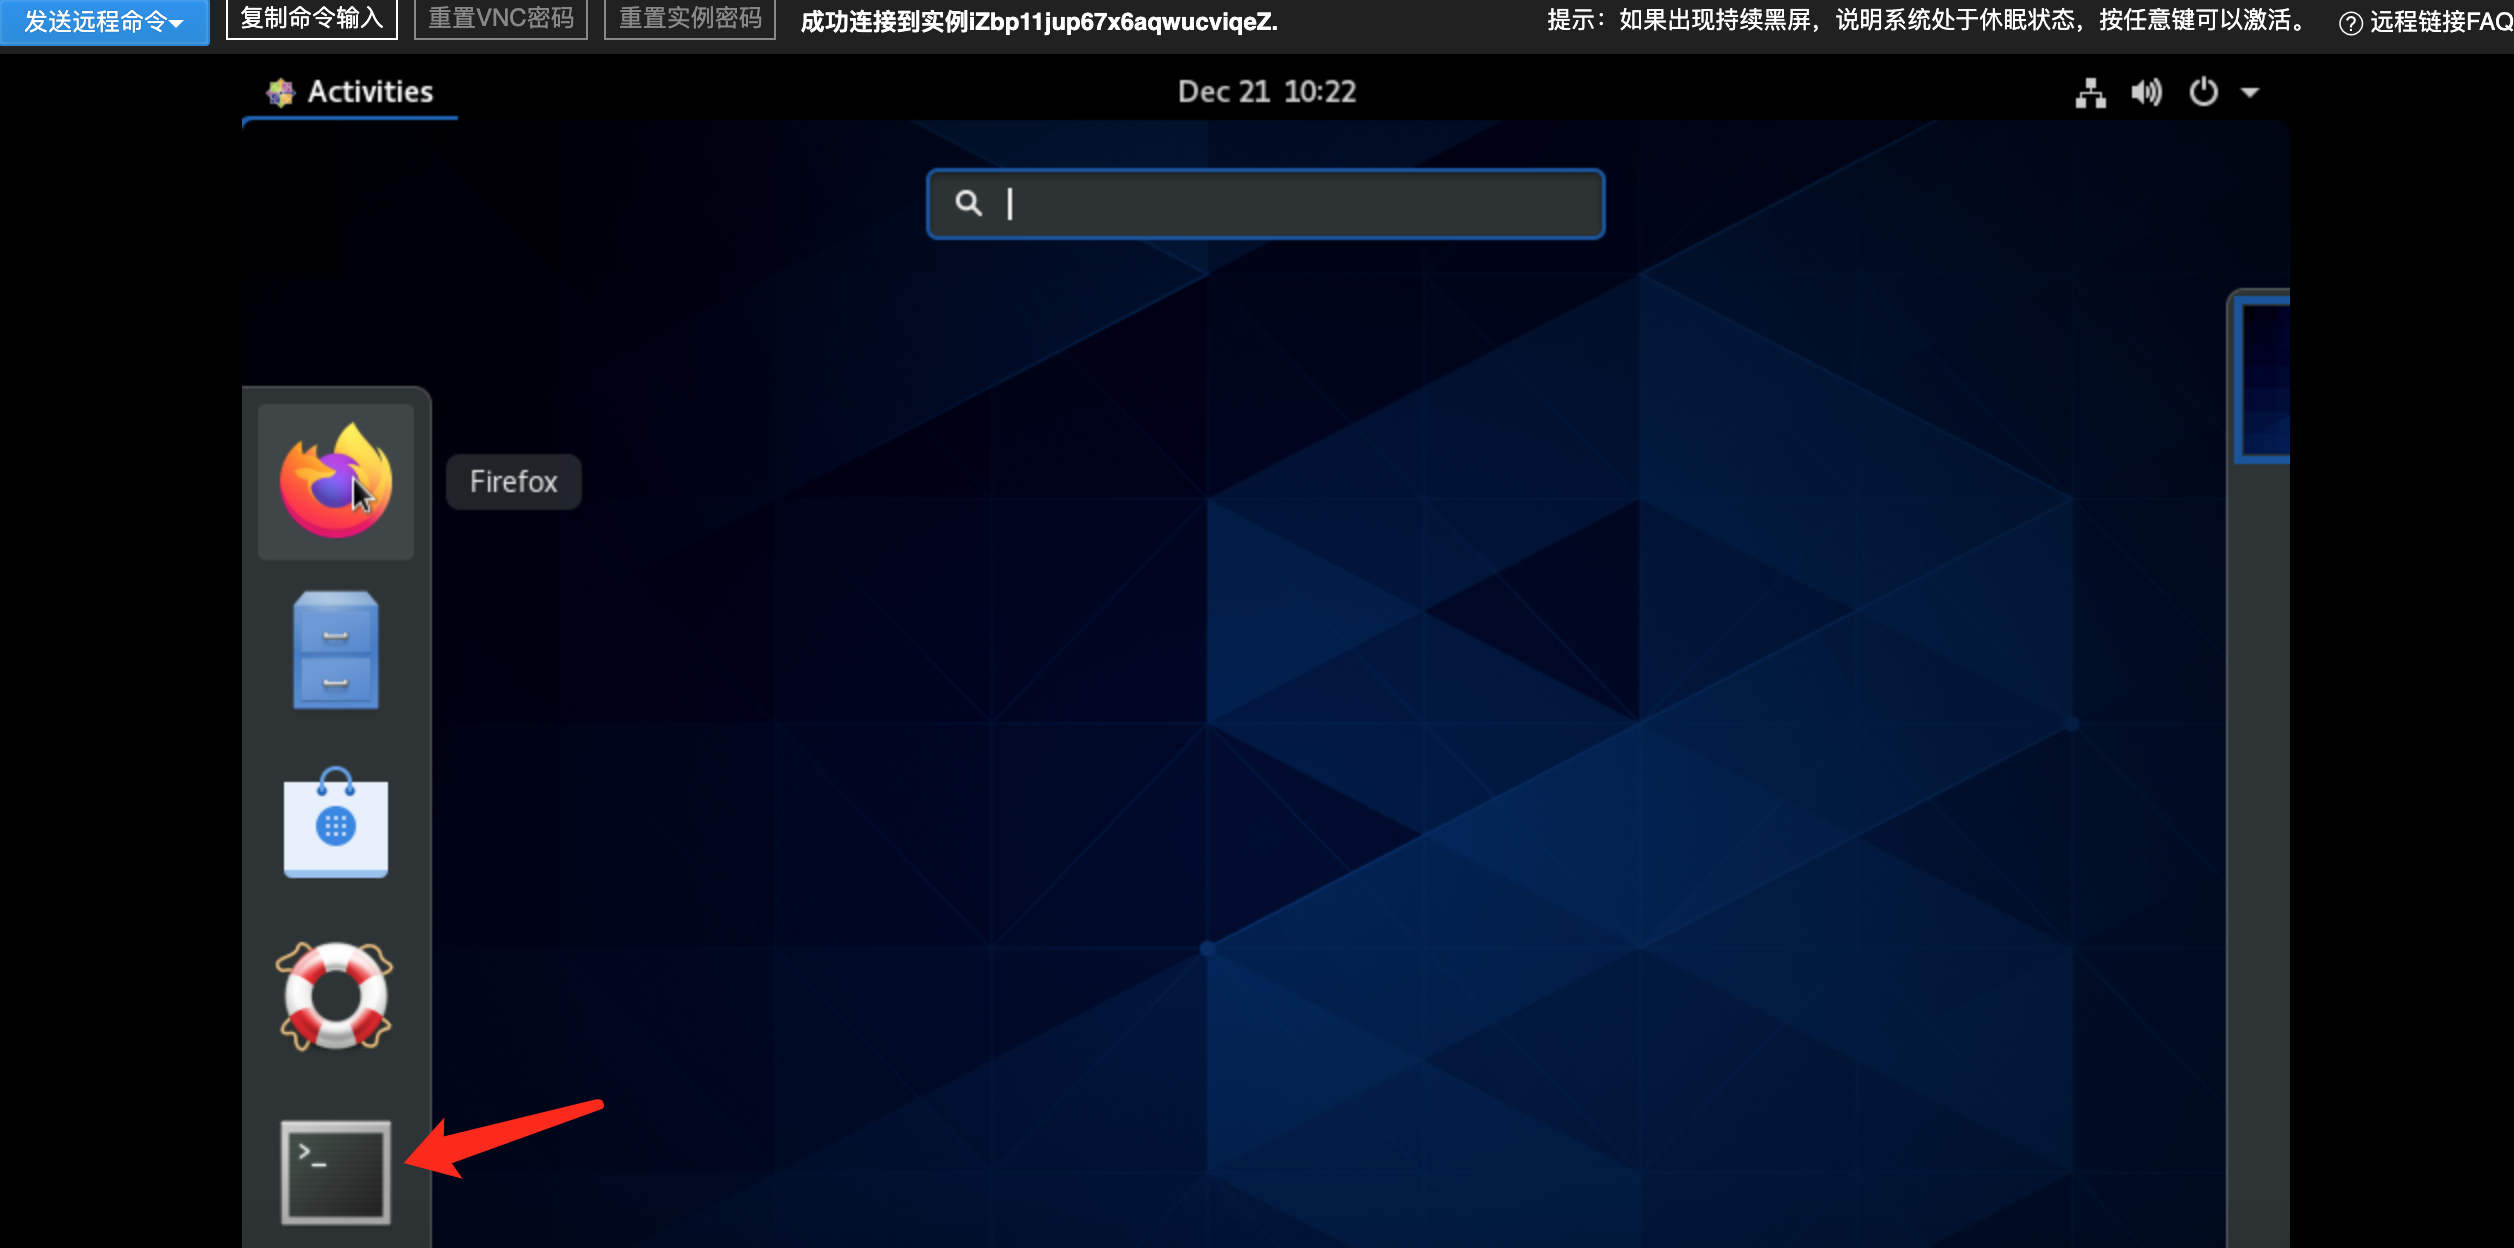 发送远程命令 复制命令输入 重置VNC密码 重置实例密码 成功连接到实例iZbp11jup67x6aqwucviqeZ. 提示：如果出现持续黑屏，说明系统处于休眠状态，按任意键可以激活。 ? 远程链接FAQ
Activities Dec 21 10:22
Firefox
>_